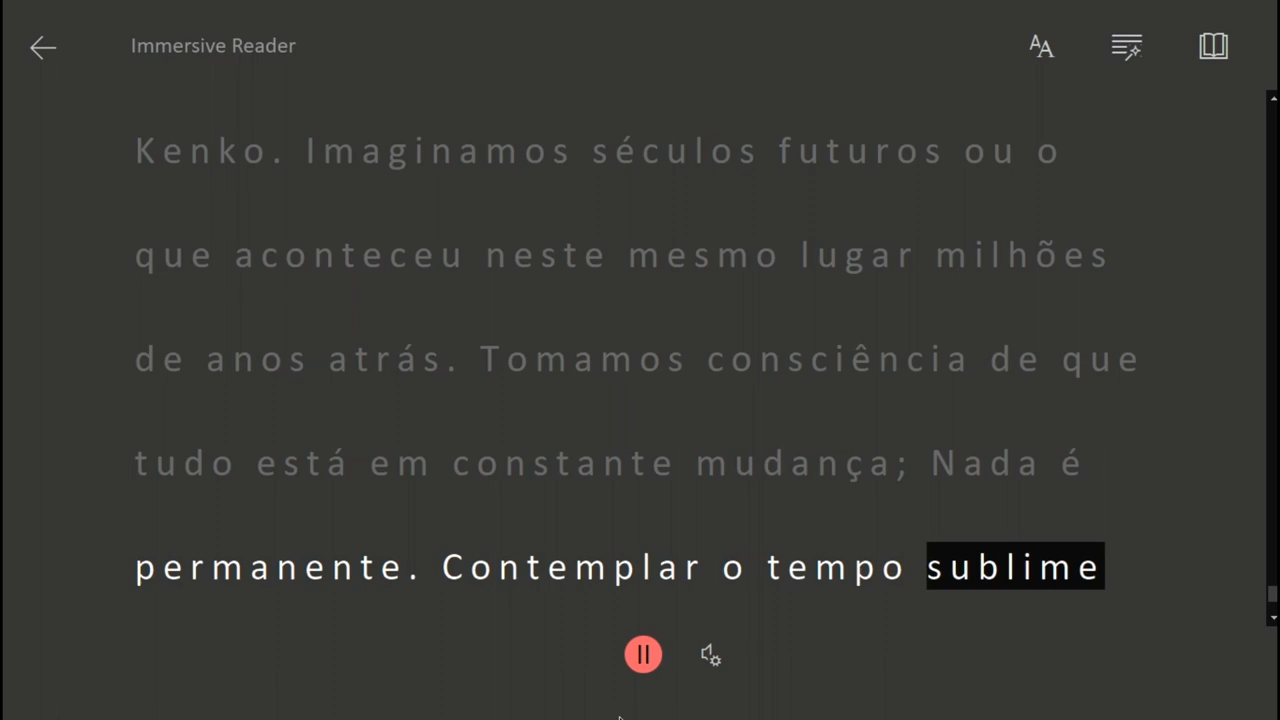 Immersive Reader
Kenko. Imaginamos séculos futuros ou o
que aconteceu neste mesmo lugar milhões
de anos atrás. Tomamos consciência de que
tudo está em constante mudança; Nada é
permanente. Contemplar o tempo sublime